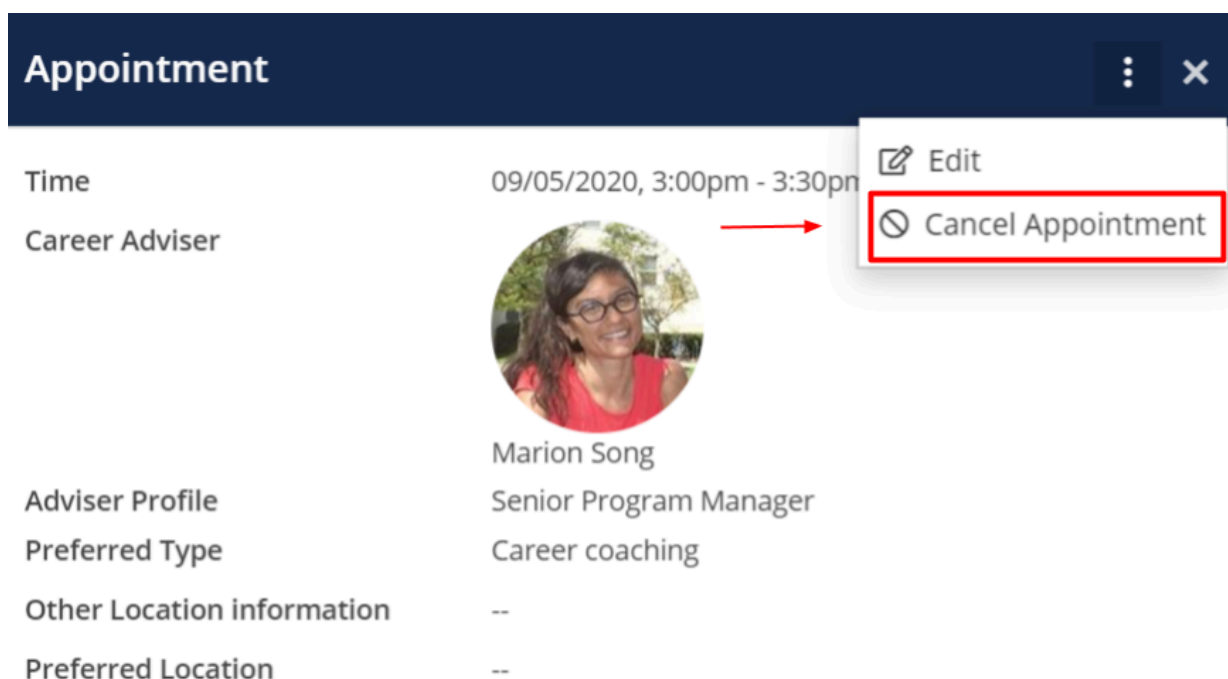 Appointment
Time 09/05/2020, 3:00pm - 3:30pm
Edit
Cancel Appointment
Career Adviser
Marion Song
Adviser Profile Senior Program Manager
Preferred Type Career coaching
Other Location information --
Preferred Location --